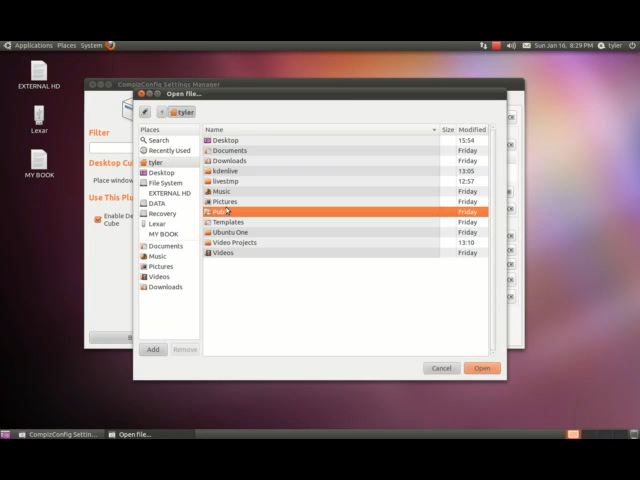 Applications Places System
Sun Jan 16, 8:29 PM tyler
EXTERNAL HD
Lexar
MY BOOK
CompizConfig Settings Manager
Filter
Desktop Cu
Place window
Use This Plu
Enable De
Cube
Open file...
tyler
Places
Search
Recently Used
tyler
Desktop
File System
EXTERNAL HD
DATA
Recovery
Lexar
MY BOOK
Documents
Music
Pictures
Videos
Downloads
Name Size Modified
Desktop 15:54
Documents Friday
Downloads Friday
kdenlive 13:05
livestmp 12:57
Music Friday
Pictures Friday
Friday
Templates Friday
Ubuntu One Friday
Video Projects 13:10
Videos Friday
Add Remove
Cancel Open
CompizConfig Settin... Open file...